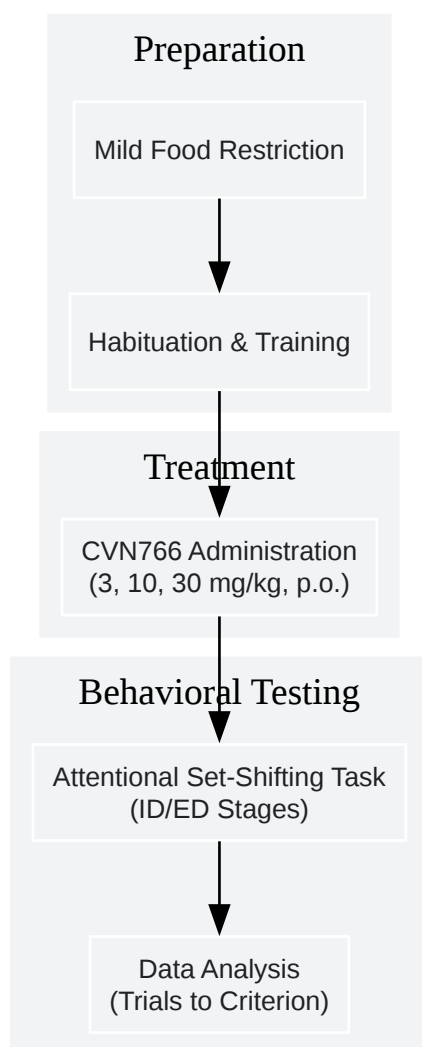 Preparation
Mild Food Restriction
Habituation & Training
Treatment
CVN766 Administration
(3, 10, 30 mg/kg, p.o.)
Behavioral Testing
Attentional Set-Shifting Task
(ID/ED Stages)
Data Analysis
(Trials to Criterion)